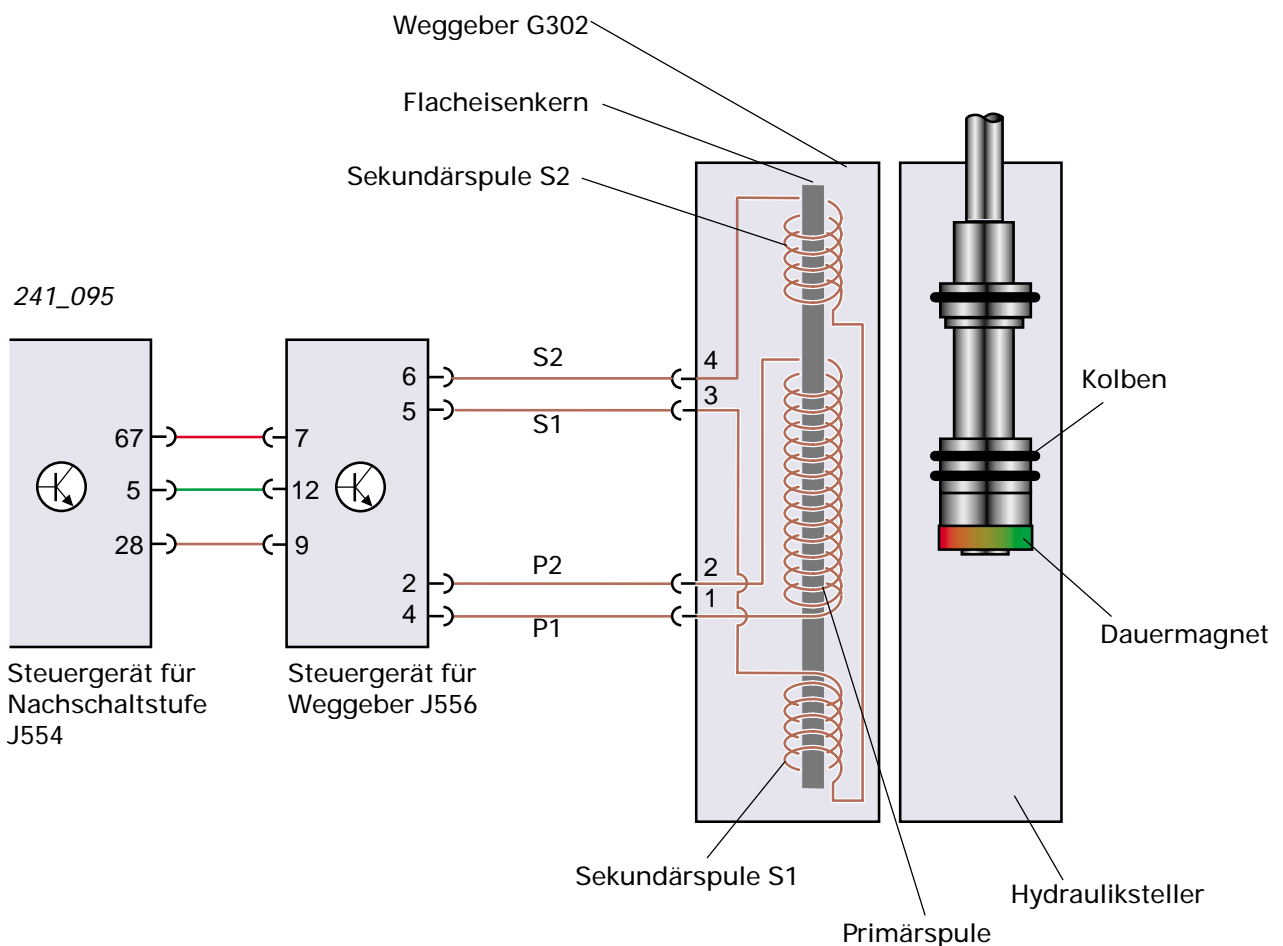 Weggeber G302
Flacheisenkern
Sekundärspule S2
241_095
S2
6
4
3
5
S1
Kolben
67
7
5
12
28
9
P2
2
2
1
4
P1
Dauermagnet
Steuergerät für
Nachschaltstufe
J554
Steuergerät für
Weggeber J556
Sekundärspule S1
Hydrauliksteller
Primärspule